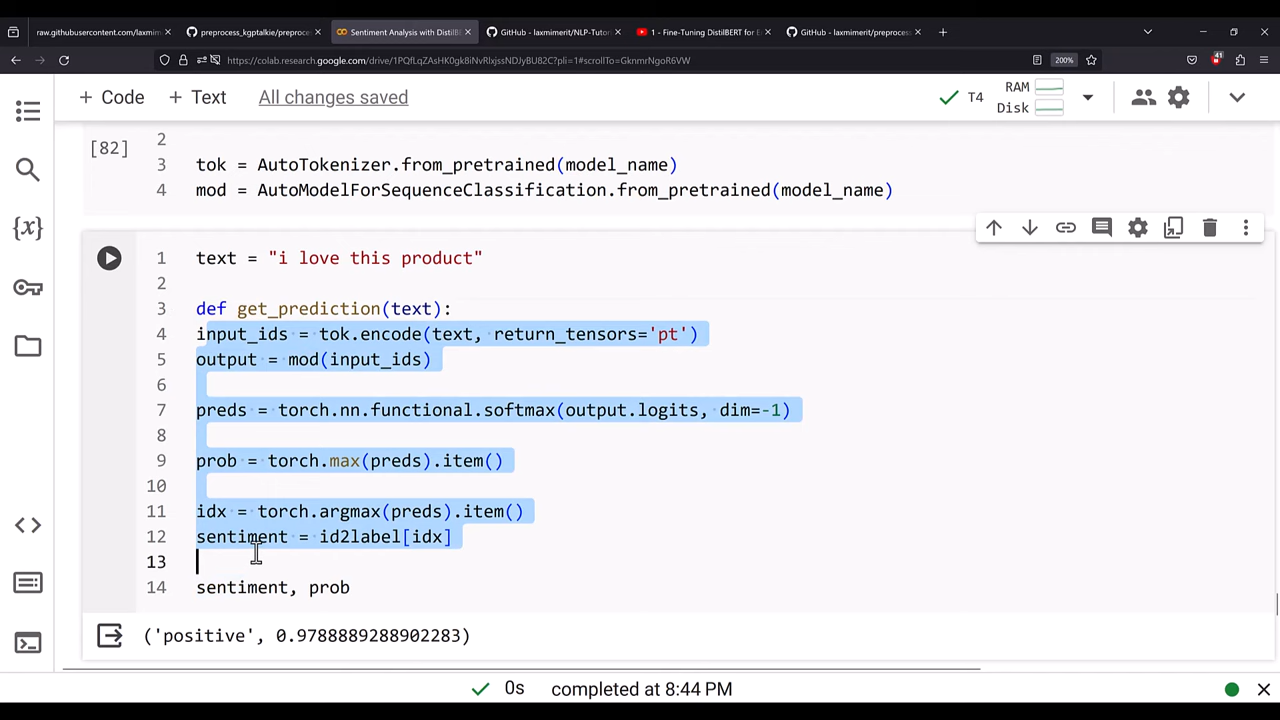 raw.githubusercontent.com/laxmim
preprocess_kgptalkie/preproces
Sentiment Analysis with DistilBE
GitHub - laxmimerit/NLP-Tutori
1 - Fine-Tuning DistilBERT for E
GitHub - laxmimerit/preproces
https://colab.research.google.com/drive/1PQfLqZAsHK0gk8iNvRlxjssNDJyBU82C?pli=1#scrollTo=GknmrNgoR6VW
200%
41
+ Code
+ Text
All changes saved
T4
RAM
Disk
[82]
2
3 tok = AutoTokenizer.from_pretrained(model_name)
4 mod = AutoModelForSequenceClassification.from_pretrained(model_name)
1 text = "i love this product"
2
3 def get_prediction(text):
4 input_ids = tok.encode(text, return_tensors='pt')
5 output = mod(input_ids)
6
7 preds = torch.nn.functional.softmax(output.logits, dim=-1)
8
9 prob = torch.max(preds).item()
10
11 idx = torch.argmax(preds).item()
12 sentiment = id2label[idx]
13
14 sentiment, prob
('positive', 0.9788889288902283)
0s completed at 8:44 PM